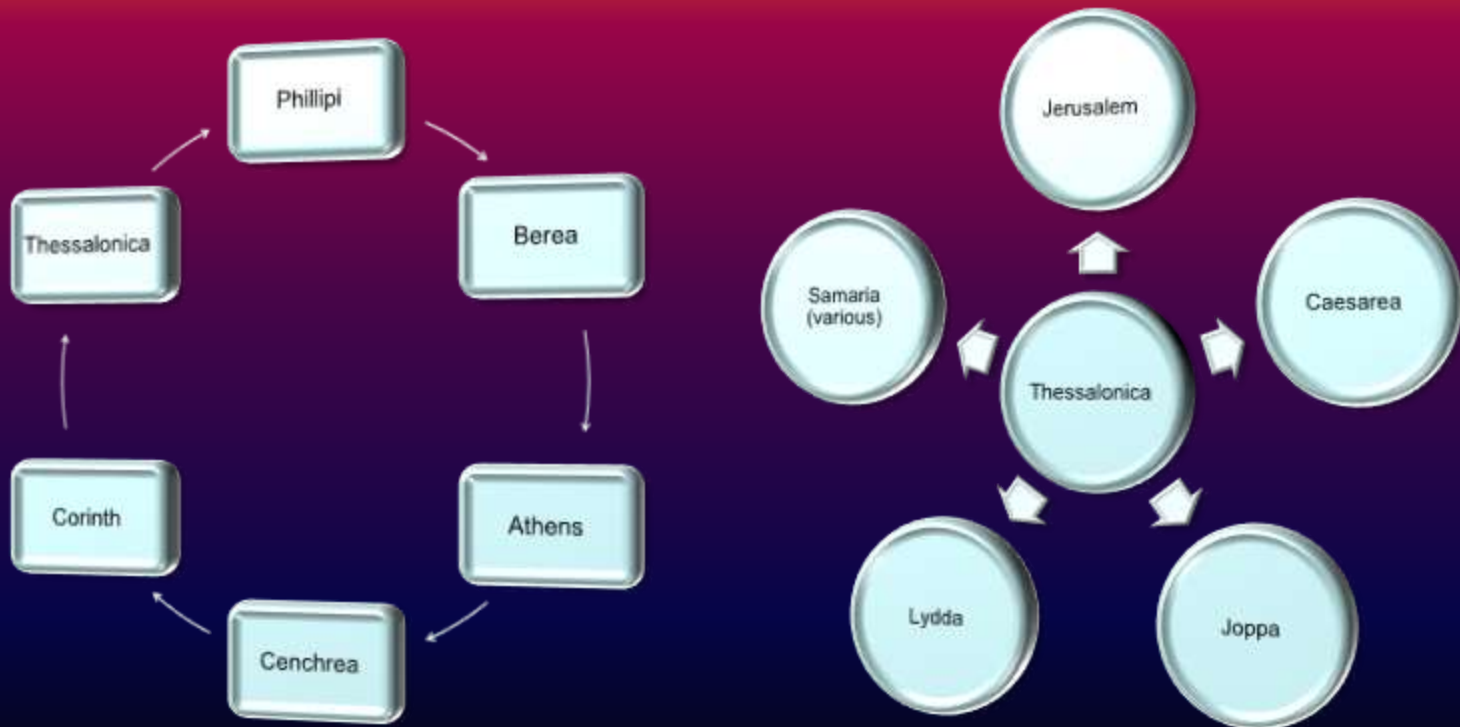 Phillipi
Berea
Athens
Cenchrea
Corinth
Thessalonica
Jerusalem
Caesarea
Joppa
Lydda
Samaria
(various)
Thessalonica